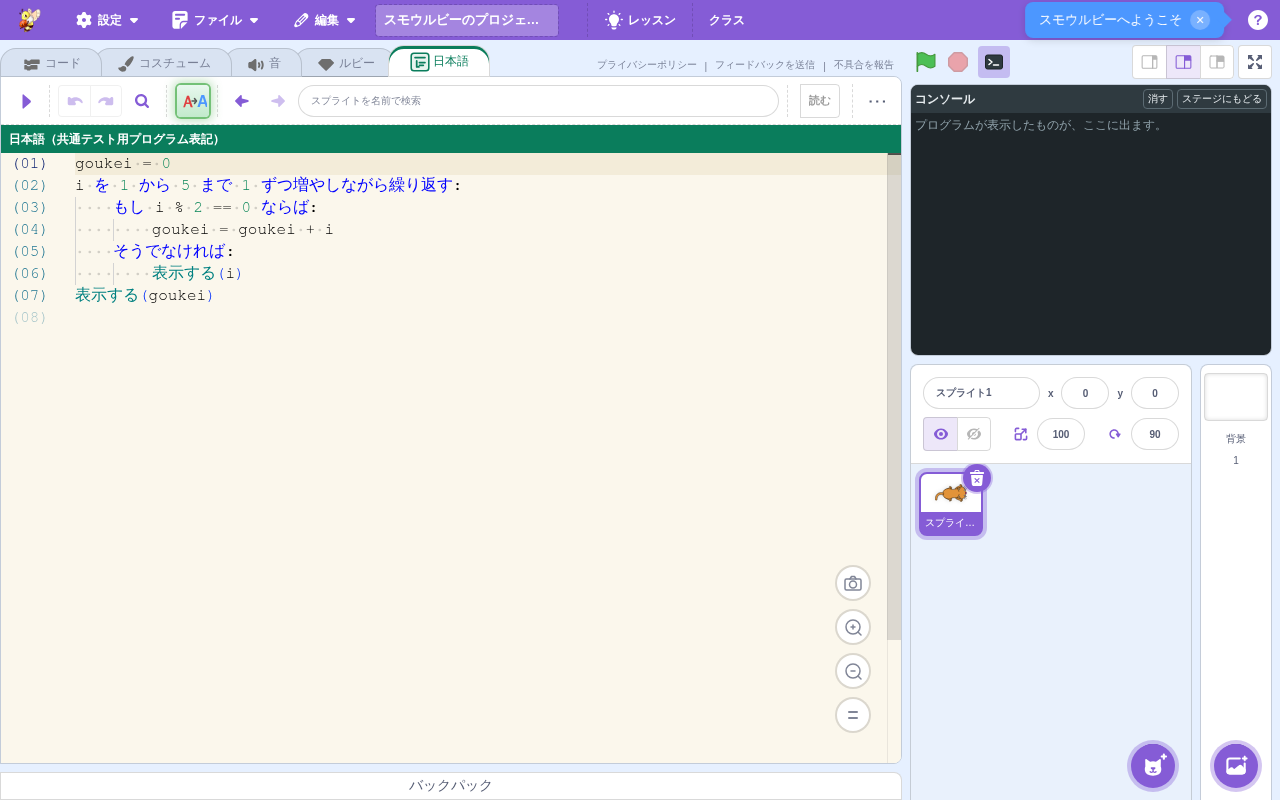 設定 ファイル 編集 スモウルビーのプロジェ… レッスン クラス スモウルビーへようこそ × ?
コード コスチューム 音 ルビー 日本語 プライバシーポリシー | フィードバックを送信 | 不具合を報告
A→A スプライトを名前で検索 読む …
日本語（共通テスト用プログラム表記）
(01) goukei = 0
(02) i を 1 から 5 まで 1 ずつ増やしながら繰り返す:
(03) もし i % 2 == 0 ならば:
(04) goukei = goukei + i
(05) そうでなければ:
(06) 表示する(i)
(07) 表示する(goukei)
(08)
コンソール 消す ステージにもどる
プログラムが表示したものが、ここに出ます。
スプライト1 x 0 y 0
100 90
スプライ…
背景
1
バックパック